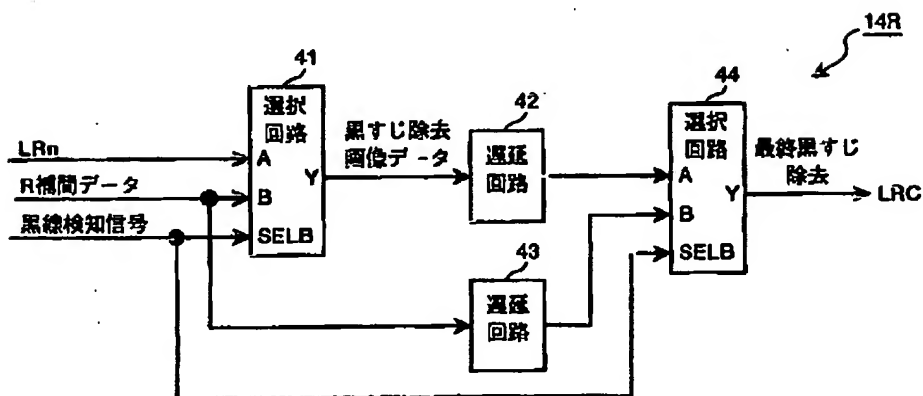 14R
41
選択
回路
A
B
Y
SELB
LRn
R補間データ
黒線検知信号
黒すじ除去
画像データ
42
遅延
回路
43
遅延
回路
44
選択
回路
A
B
Y
SELB
最終黒すじ
除去
LRC